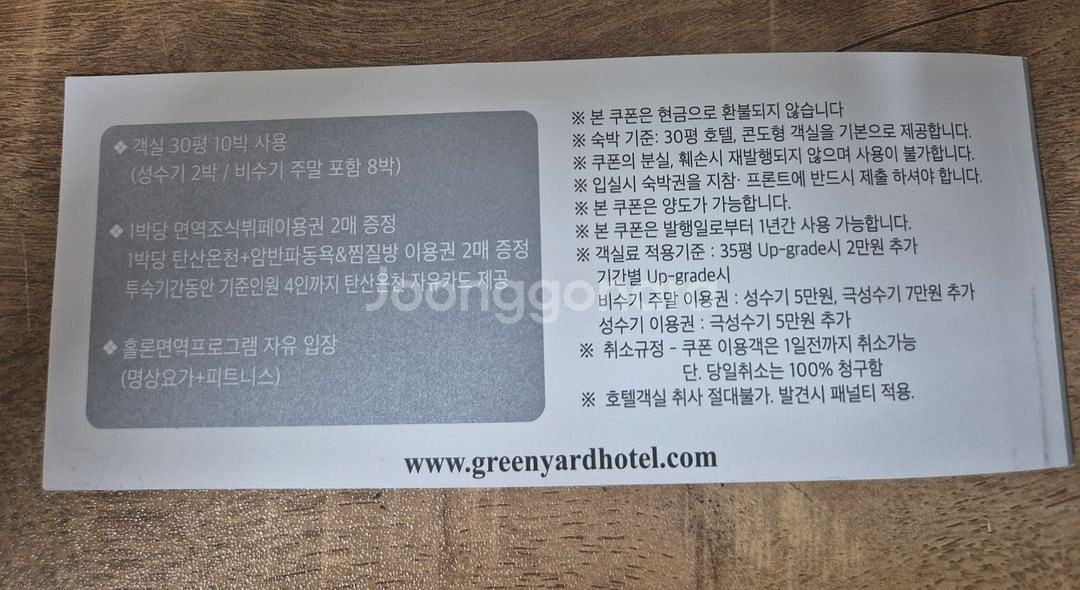 ❖ 객실 30평 10박 사용
(성수기 2박 / 비수기 주말 포함 8박)
❖ 1박당 면역조식뷔페이용권 2매 증정
1박당 탄산온천+암반파동욕&찜질방 이용권 2매 증정
투숙기간동안 기준인원 4인까지 탄산온천 자유카드 제공
❖ 홀론면역프로그램 자유 입장
(명상요가+피트니스)
※ 본 쿠폰은 현금으로 환불되지 않습니다
※ 숙박 기준: 30평 호텔, 콘도형 객실을 기본으로 제공합니다.
※ 쿠폰의 분실, 훼손시 재발행되지 않으며 사용이 불가합니다.
※ 입실시 숙박권을 지참· 프론트에 반드시 제출 하셔야 합니다.
※ 본 쿠폰은 양도가 가능합니다.
※ 본 쿠폰은 발행일로부터 1년간 사용 가능합니다.
※ 객실료 적용기준 : 35평 Up-grade시 2만원 추가
기간별 Up-grade시
비수기 주말 이용권 : 성수기 5만원, 극성수기 7만원 추가
성수기 이용권 : 극성수기 5만원 추가
※ 취소규정 - 쿠폰 이용객은 1일전까지 취소가능
단. 당일취소는 100% 청구함
※ 호텔객실 취사 절대불가. 발견시 패널티 적용.
www.greenyardhotel.com
Joonggonara